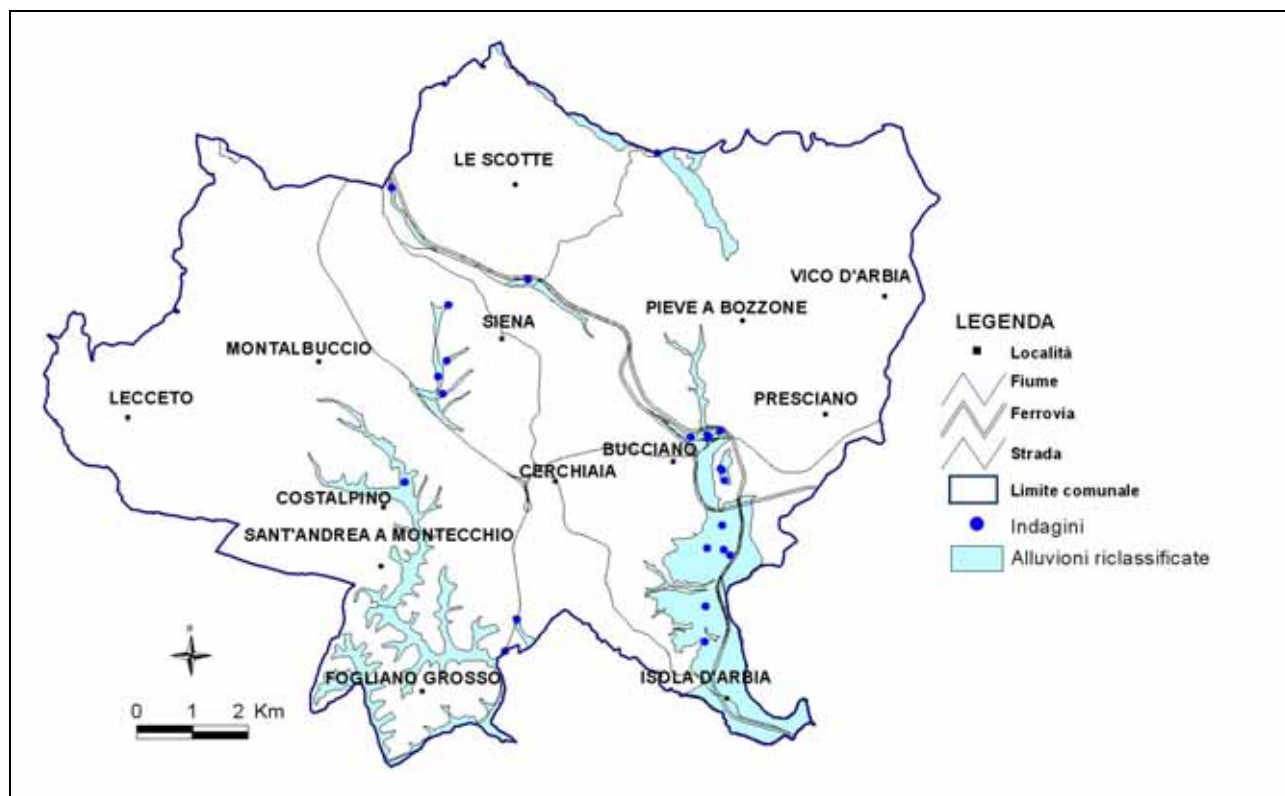 LE SCOTTE
VICO D'ARBIA
PIEVE A BOZZONE
SIENA
MONTALBUCCIO
LECCETO
PRESCIANO
BUCCIANO
CERCHIAIA
COSTALPINO
SANT'ANDREA A MONTECCHIO
FOGLIANO GROSSO
ISOLA D'ARBIA
0 1 2 Km
LEGENDA
Località
Fiume
Ferrovia
Strada
Limite comunale
Indagini
Alluvioni riclassificate